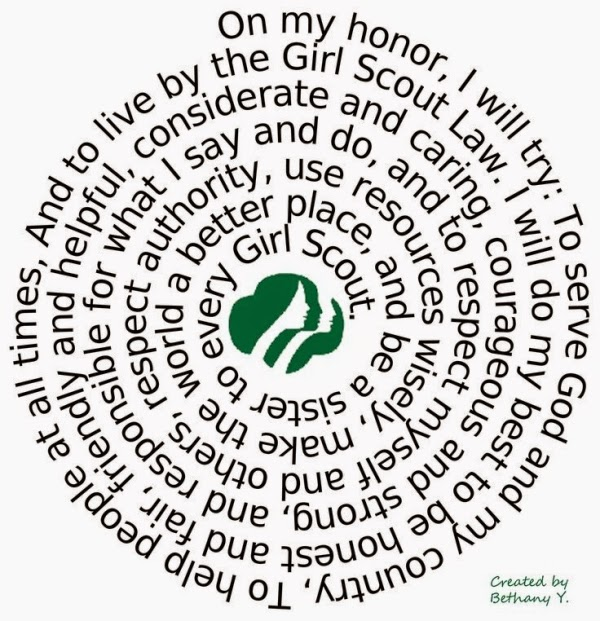 On my honor, I will try: To serve God and my country, To help people at all times, And to live by the Girl Scout Law. I will do my best to be honest and fair, friendly and helpful, considerate and caring, courageous and strong, and responsible for what I say and do, and to respect myself and others, respect authority, use resources wisely, make the world a better place, and be a sister to every Girl Scout.
Created by
Bethany Y.